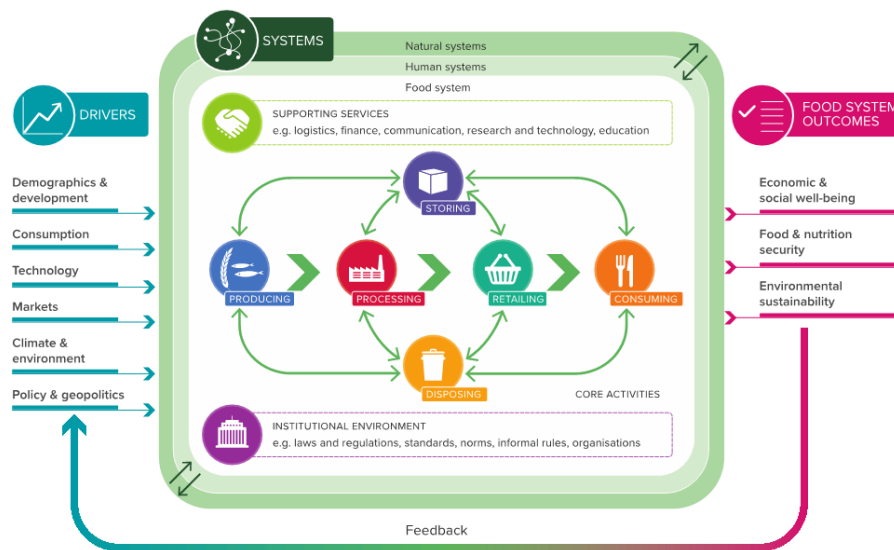 SYSTEMS
Natural systems
Human systems
Food system
DRIVERS
Demographics &
development
Consumption
Technology
Markets
Climate &
environment
Policy & geopolitics
SUPPORTING SERVICES
e.g. logistics, finance, communication, research and technology, education
STORING
PRODUCING
PROCESSING
RETAILING
CONSUMING
DISPOSING
CORE ACTIVITIES
INSTITUTIONAL ENVIRONMENT
e.g. laws and regulations, standards, norms, informal rules, organisations
FOOD SYSTEM
OUTCOMES
Economic &
social well-being
Food & nutrition
security
Environmental
sustainability
Feedback